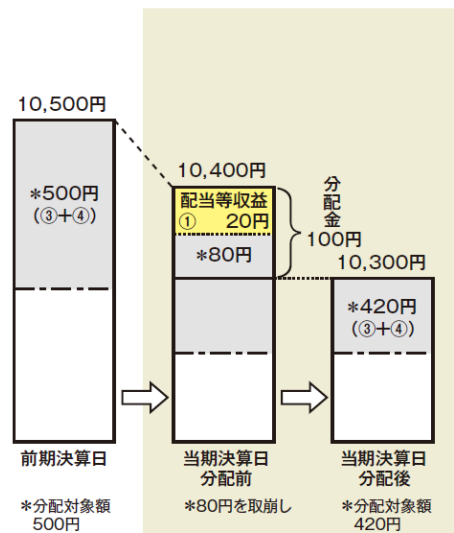 10,500円
*500円
(③+④)
10,400円
配当等収益
① 20円
*80円
分配金
100円
10,300円
*420円
(③+④)
前期決算日
当期決算日
分配前
当期決算日
分配後
*分配対象額
500円
*80円を取崩し
*分配対象額
420円